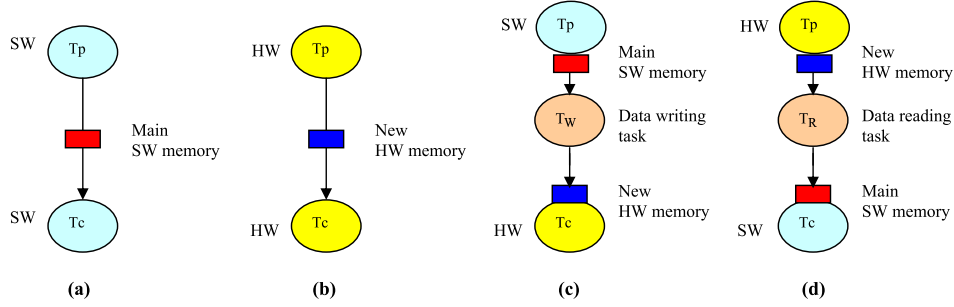 SW
Tp
Main
SW memory
SW
Tc
(a)
HW
Tp
New
HW memory
HW
Tc
(b)
SW
Tp
Main
SW memory
TW
Data writing
task
New
HW memory
HW
Tc
(c)
HW
Tp
New
HW memory
TR
Data reading
task
Main
SW memory
SW
Tc
(d)